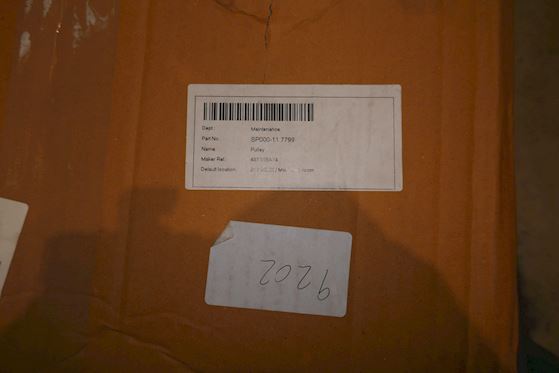 Dept.: Maintenance
Part No.: SP000-11.7799
Name: Pulley
Maker Ref.:
Default location:
9202